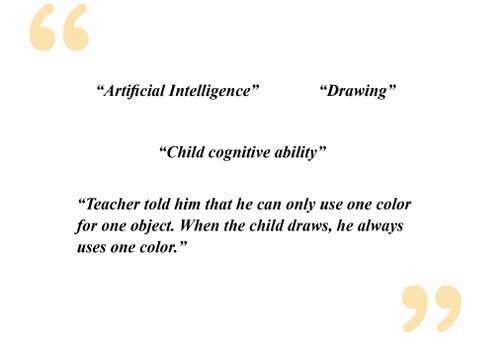 “Artificial Intelligence” “Drawing”
“Child cognitive ability”
“Teacher told him that he can only use one color
for one object. When the child draws, he always
uses one color.”